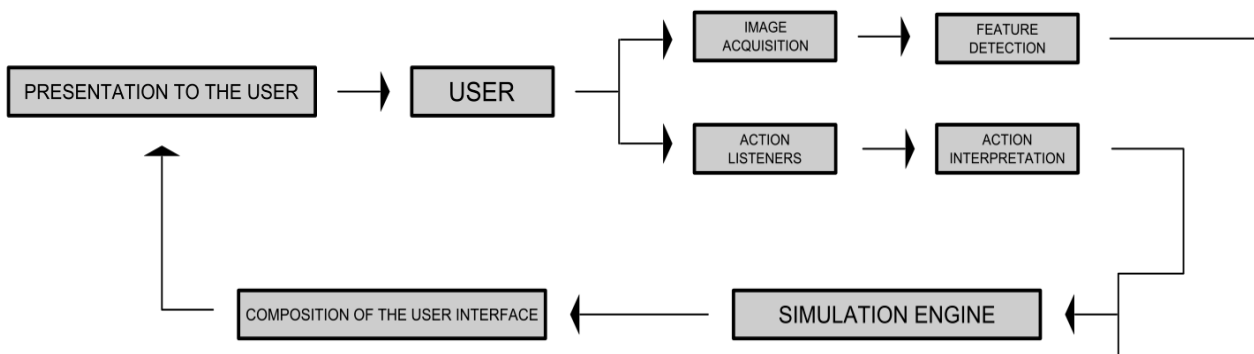 IMAGE
ACQUISITION
FEATURE
DETECTION
PRESENTATION TO THE USER
USER
ACTION
LISTENERS
ACTION
INTERPRETATION
COMPOSITION OF THE USER INTERFACE
SIMULATION ENGINE